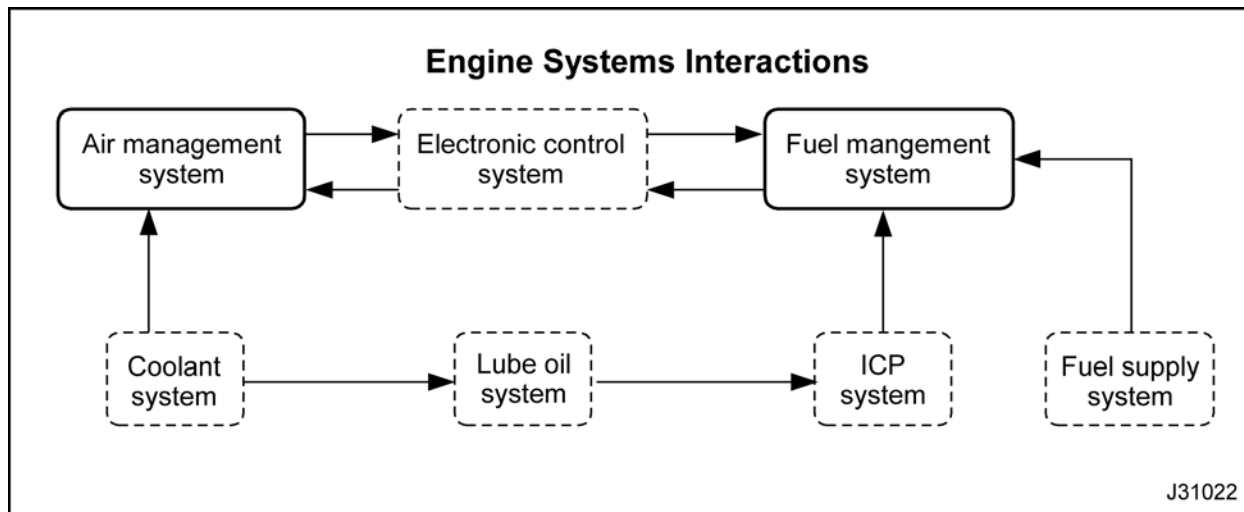 Engine Systems Interactions
Air management
system
Electronic control
system
Fuel mangement
system
Coolant
system
Lube oil
system
ICP
system
Fuel supply
system
J31022